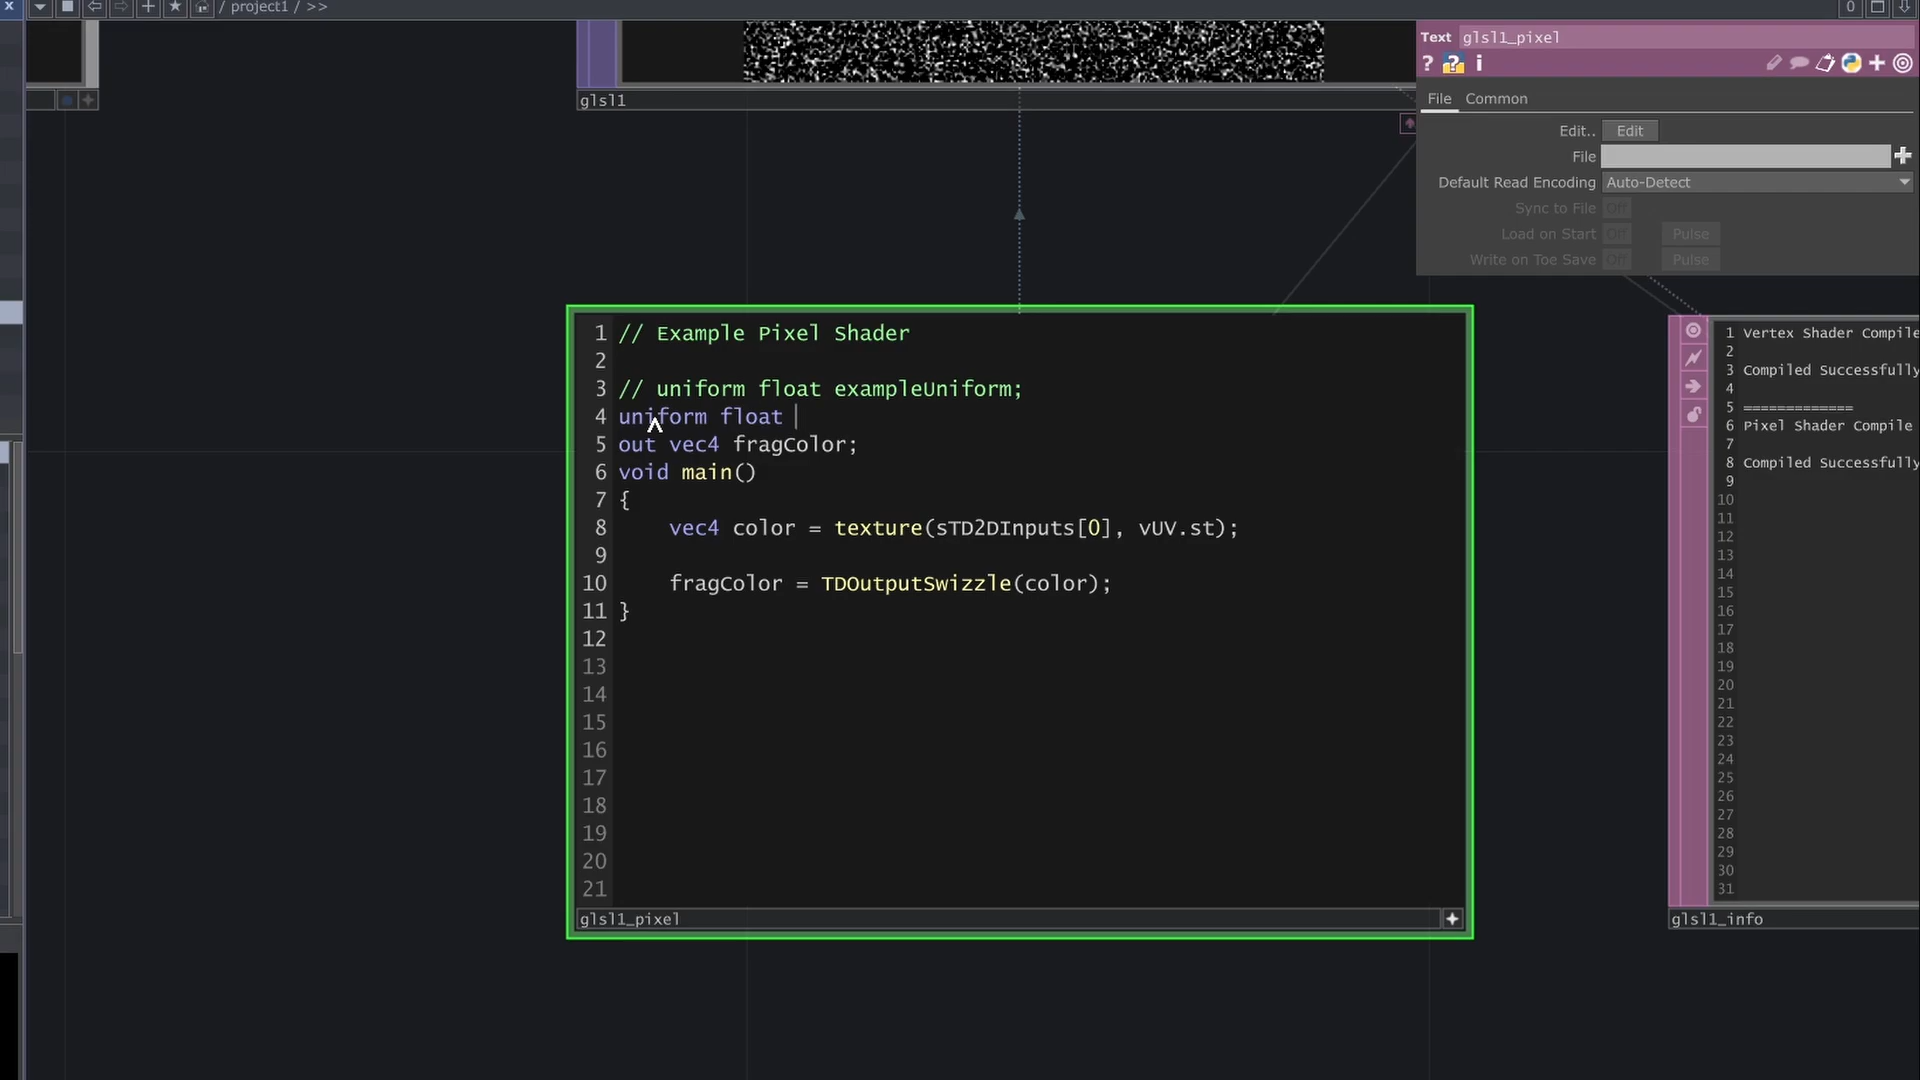 x / project1 / >> 0
glsl1
Text glsl1_pixel
? ? i
File Common
Edit.. Edit
File
Default Read Encoding Auto-Detect
Sync to File Off
Load on Start Off Pulse
Write on Toe Save Off Pulse
1 // Example Pixel Shader
2
3 // uniform float exampleUniform;
4 uniform float
5 out vec4 fragColor;
6 void main()
7 {
8 vec4 color = texture(sTD2DInputs[0], vUV.st);
9
10 fragColor = TDOutputSwizzle(color);
11 }
12
13
14
15
16
17
18
19
20
21
glsl1_pixel
1 Vertex Shader Compile
2
3 Compiled Successfully
4
5 =============
6 Pixel Shader Compile
7
8 Compiled Successfully
9
10
11
12
13
14
15
16
17
18
19
20
21
22
23
24
25
26
27
28
29
30
31
glsl1_info